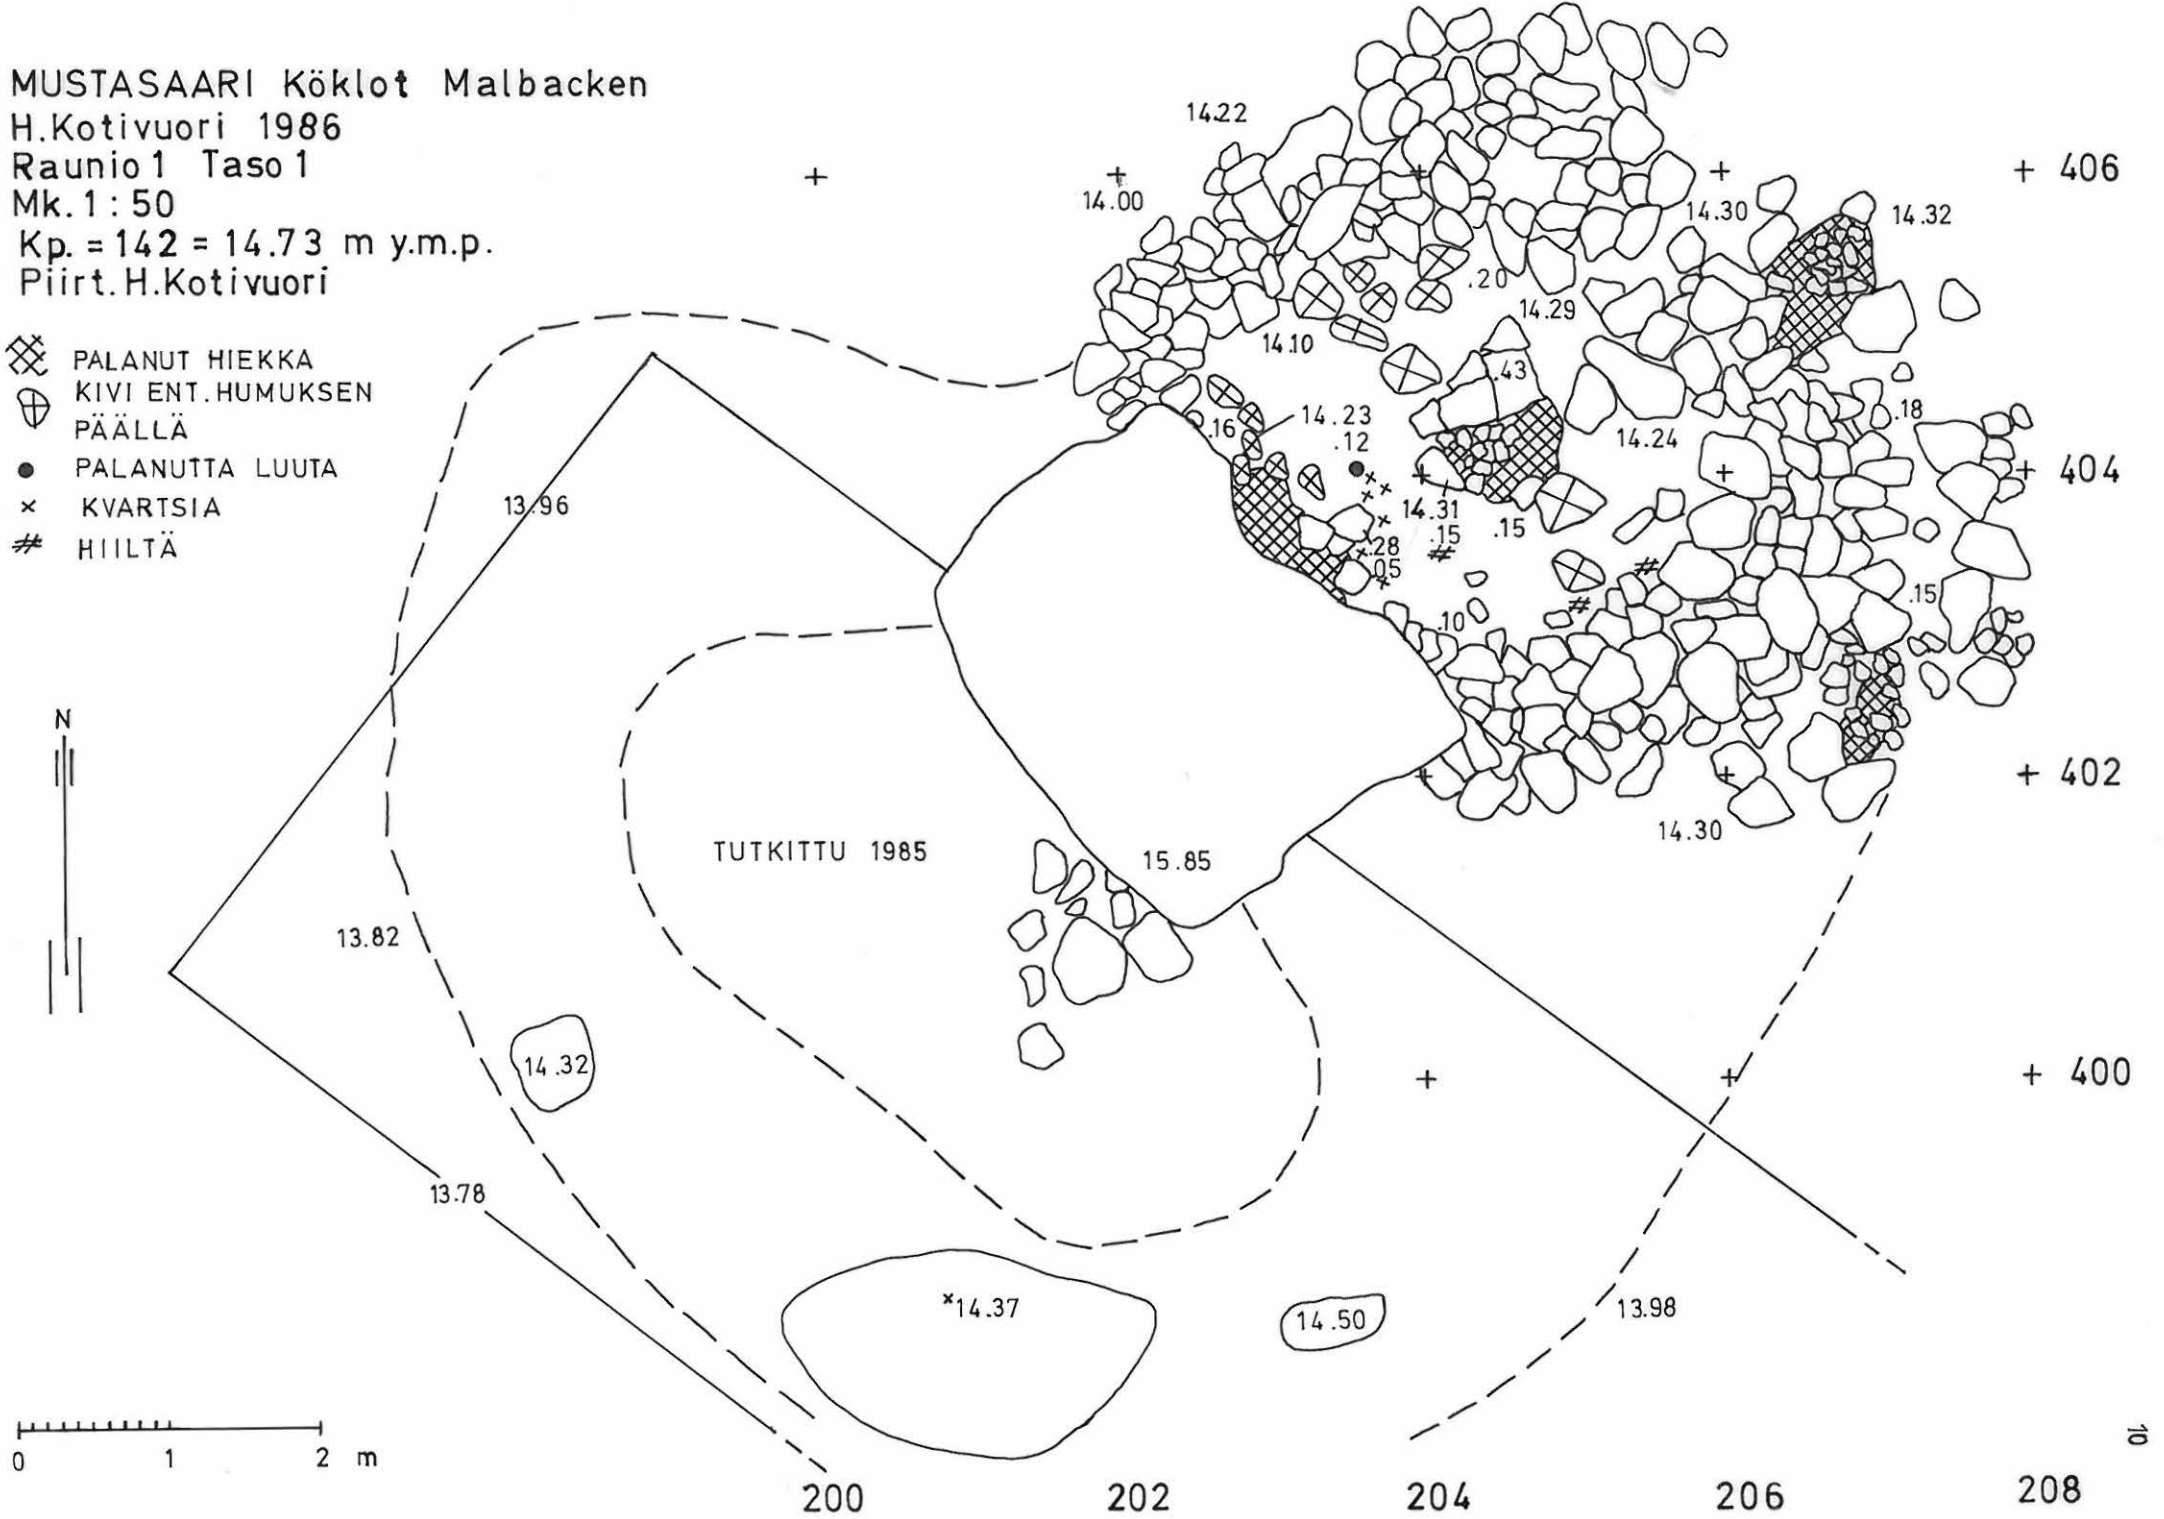 MUSTASAARI Köklot Malbacken
H.Kotivuori 1986
Raunio 1 Taso 1
Mk. 1 : 50
Kp. = 142 = 14.73 m y.m.p.
Piirt. H.Kotivuori
PALANUT HIEKKA
KIVI ENT. HUMUKSEN
PÄÄLLÄ
PALANUTTA LUUTA
× KVARTSIA
# HIILTÄ
14.22
14.00
+ 406
14.30
14.32
.20
14.29
14.10
.43
14.23
.16
.12
14.24
.18
+ 404
13.96
14.31
.15
.15
.28
.05
.15
.10
N
+ 402
14.30
TUTKITTU 1985
15.85
13.82
14.32
+ 400
13.78
×14.37
14.50
13.98
0 1 2 m
10
200 202 204 206 208